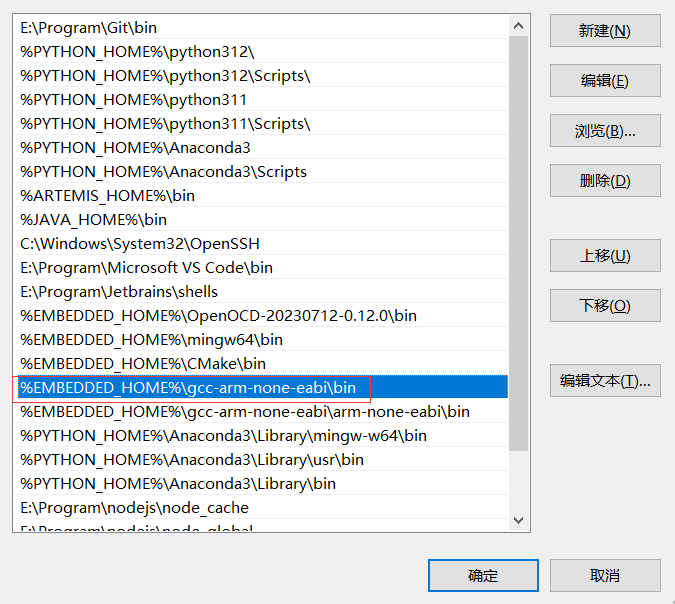 E:\Program\Git\bin
%PYTHON_HOME%\python312\
%PYTHON_HOME%\python312\Scripts\
%PYTHON_HOME%\python311
%PYTHON_HOME%\python311\Scripts\
%PYTHON_HOME%\Anaconda3
%PYTHON_HOME%\Anaconda3\Scripts
%ARTEMIS_HOME%\bin
%JAVA_HOME%\bin
C:\Windows\System32\OpenSSH
E:\Program\Microsoft VS Code\bin
E:\Program\Jetbrains\shells
%EMBEDDED_HOME%\OpenOCD-20230712-0.12.0\bin
%EMBEDDED_HOME%\mingw64\bin
%EMBEDDED_HOME%\CMake\bin
%EMBEDDED_HOME%\gcc-arm-none-eabi\bin
%EMBEDDED_HOME%\gcc-arm-none-eabi\arm-none-eabi\bin
%PYTHON_HOME%\Anaconda3\Library\mingw-w64\bin
%PYTHON_HOME%\Anaconda3\Library\usr\bin
%PYTHON_HOME%\Anaconda3\Library\bin
E:\Program\nodejs\node_cache
E:\Program\nodejs\node_global
新建(N)
编辑(E)
浏览(B)...
删除(D)
上移(U)
下移(O)
编辑文本(T)...
确定
取消